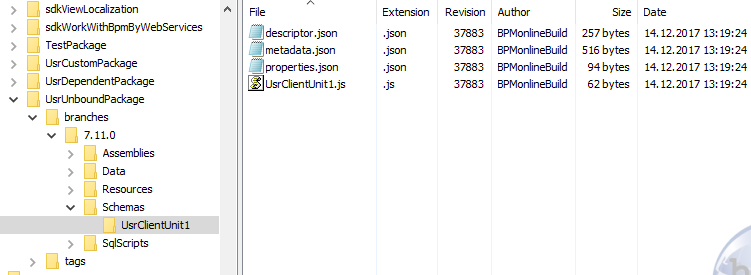 sdkViewLocalization
sdkWorkWithBpmByWebServices
TestPackage
UsrCustomPackage
UsrDependentPackage
UsrUnboundPackage
branches
7.11.0
Assemblies
Data
Resources
Schemas
UsrClientUnit1
SqlScripts
tags
File Extension Revision Author Size Date
descriptor.json .json 37883 BPMonlineBuild 257 bytes 14.12.2017 13:19:24
metadata.json .json 37883 BPMonlineBuild 516 bytes 14.12.2017 13:19:24
properties.json .json 37883 BPMonlineBuild 94 bytes 14.12.2017 13:19:24
UsrClientUnit1.js .js 37883 BPMonlineBuild 62 bytes 14.12.2017 13:19:24